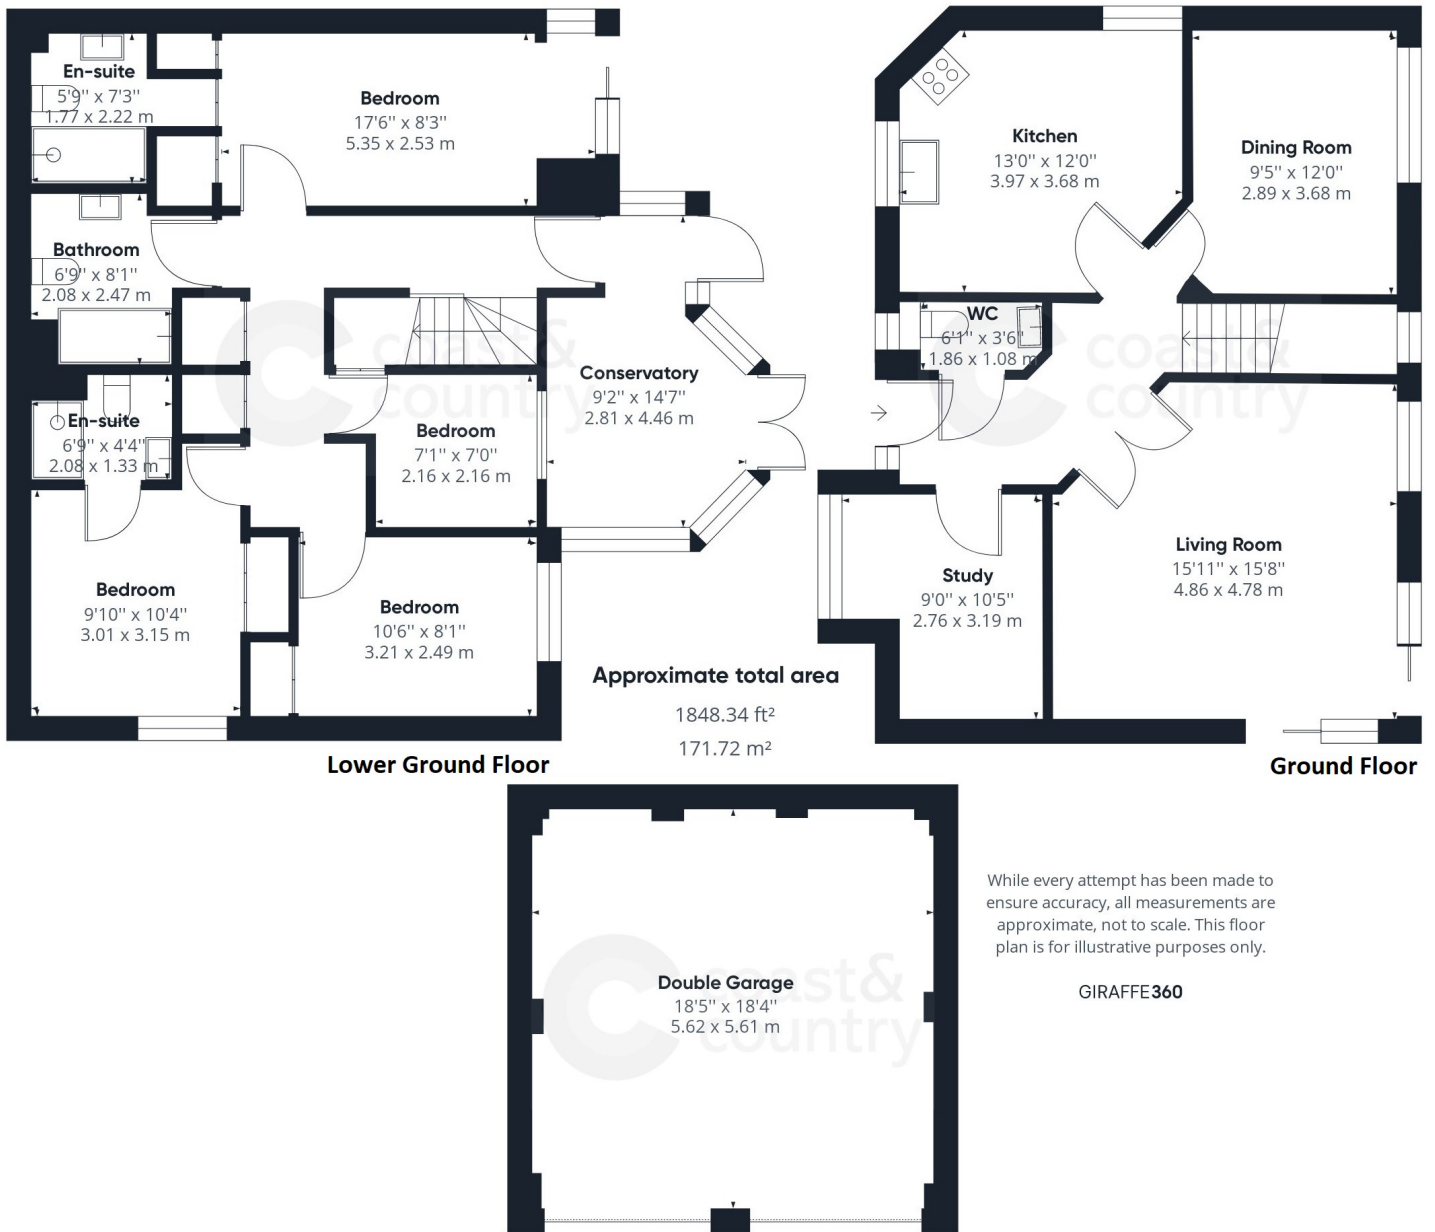 En-suite
5'9" x 7'3"
1.77 x 2.22 m
Bedroom
17'6" x 8'3"
5.35 x 2.53 m
Bathroom
6'9" x 8'1"
2.08 x 2.47 m
En-suite
6'9" x 4'4"
2.08 x 1.33 m
Bedroom
7'1" x 7'0"
2.16 x 2.16 m
Conservatory
9'2" x 14'7"
2.81 x 4.46 m
Bedroom
9'10" x 10'4"
3.01 x 3.15 m
Bedroom
10'6" x 8'1"
3.21 x 2.49 m
coast&
country
Lower Ground Floor
Kitchen
13'0" x 12'0"
3.97 x 3.68 m
Dining Room
9'5" x 12'0"
2.89 x 3.68 m
WC
6'1" x 3'6"
1.86 x 1.08 m
coast&
country
Living Room
15'11" x 15'8"
4.86 x 4.78 m
Study
9'0" x 10'5"
2.76 x 3.19 m
Ground Floor
Approximate total area
1848.34 ft²
171.72 m²
Double Garage
18'5" x 18'4"
5.62 x 5.61 m
coast&
country
While every attempt has been made to
ensure accuracy, all measurements are
approximate, not to scale. This floor
plan is for illustrative purposes only.
GIRAFFE360